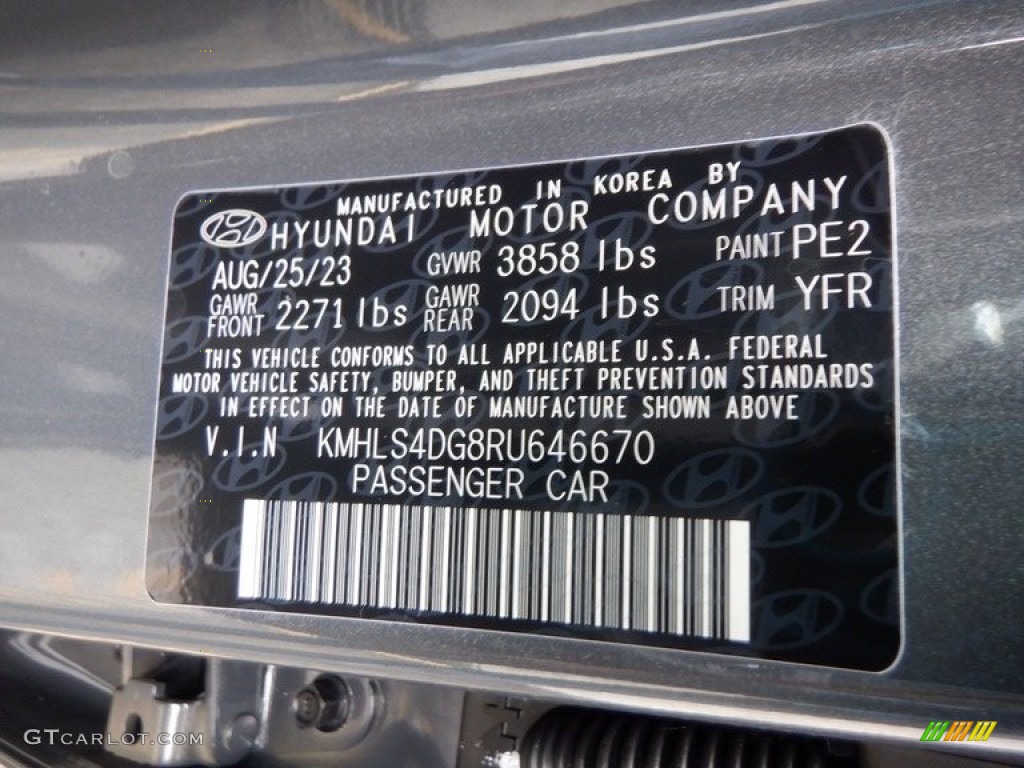 MANUFACTURED IN KOREA BY
HYUNDAI MOTOR COMPANY
AUG/25/23 GVWR 3858 lbs PAINT PE2
GAWR FRONT 2271 lbs GAWR REAR 2094 lbs TRIM YFR
THIS VEHICLE CONFORMS TO ALL APPLICABLE U.S.A. FEDERAL
MOTOR VEHICLE SAFETY, BUMPER, AND THEFT PREVENTION STANDARDS
IN EFFECT ON THE DATE OF MANUFACTURE SHOWN ABOVE
V.I.N KMHLS4DG8RU646670
PASSENGER CAR
GTCARLOT.COM